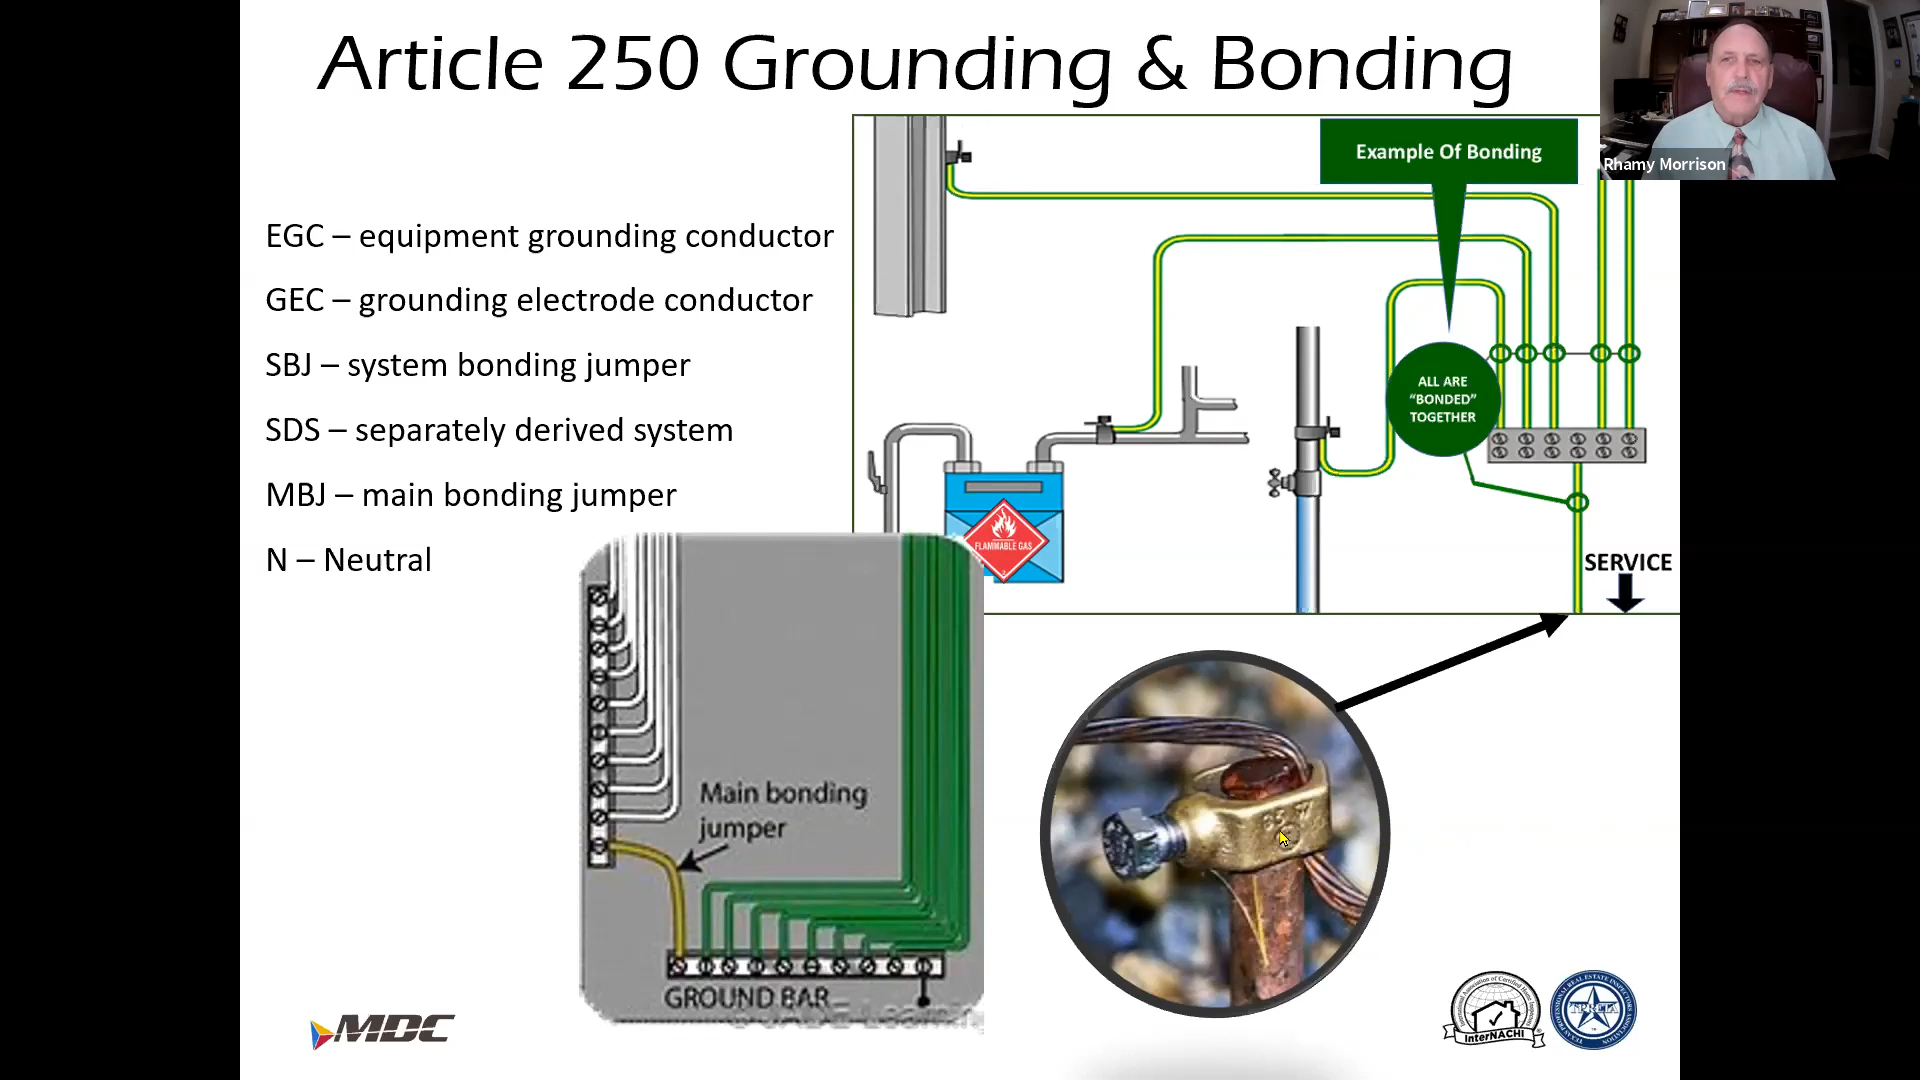 Article 250 Grounding & Bonding
Rhamy Morrison
Example Of Bonding
EGC – equipment grounding conductor
GEC – grounding electrode conductor
SBJ – system bonding jumper
SDS – separately derived system
MBJ – main bonding jumper
N – Neutral
ALL ARE
“BONDED”
TOGETHER
FLAMMABLE GAS
SERVICE
Main bonding
jumper
GROUND BAR
MDC
InterNACHI
TPREIA